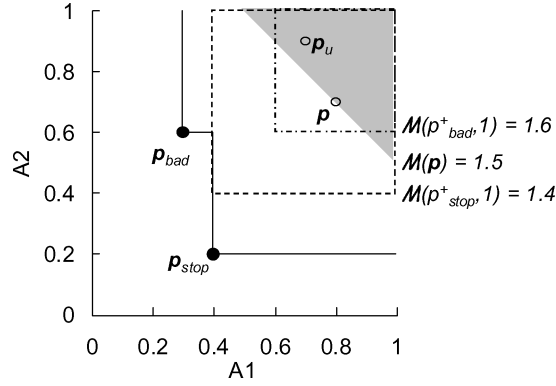 1
0.8
0.6
0.4
0.2
0
A2
0 0.2 0.4 0.6 0.8 1
A1
p_u
p
p_bad
p_stop
M(p⁺_bad,1) = 1.6
M(p) = 1.5
M(p⁺_stop,1) = 1.4